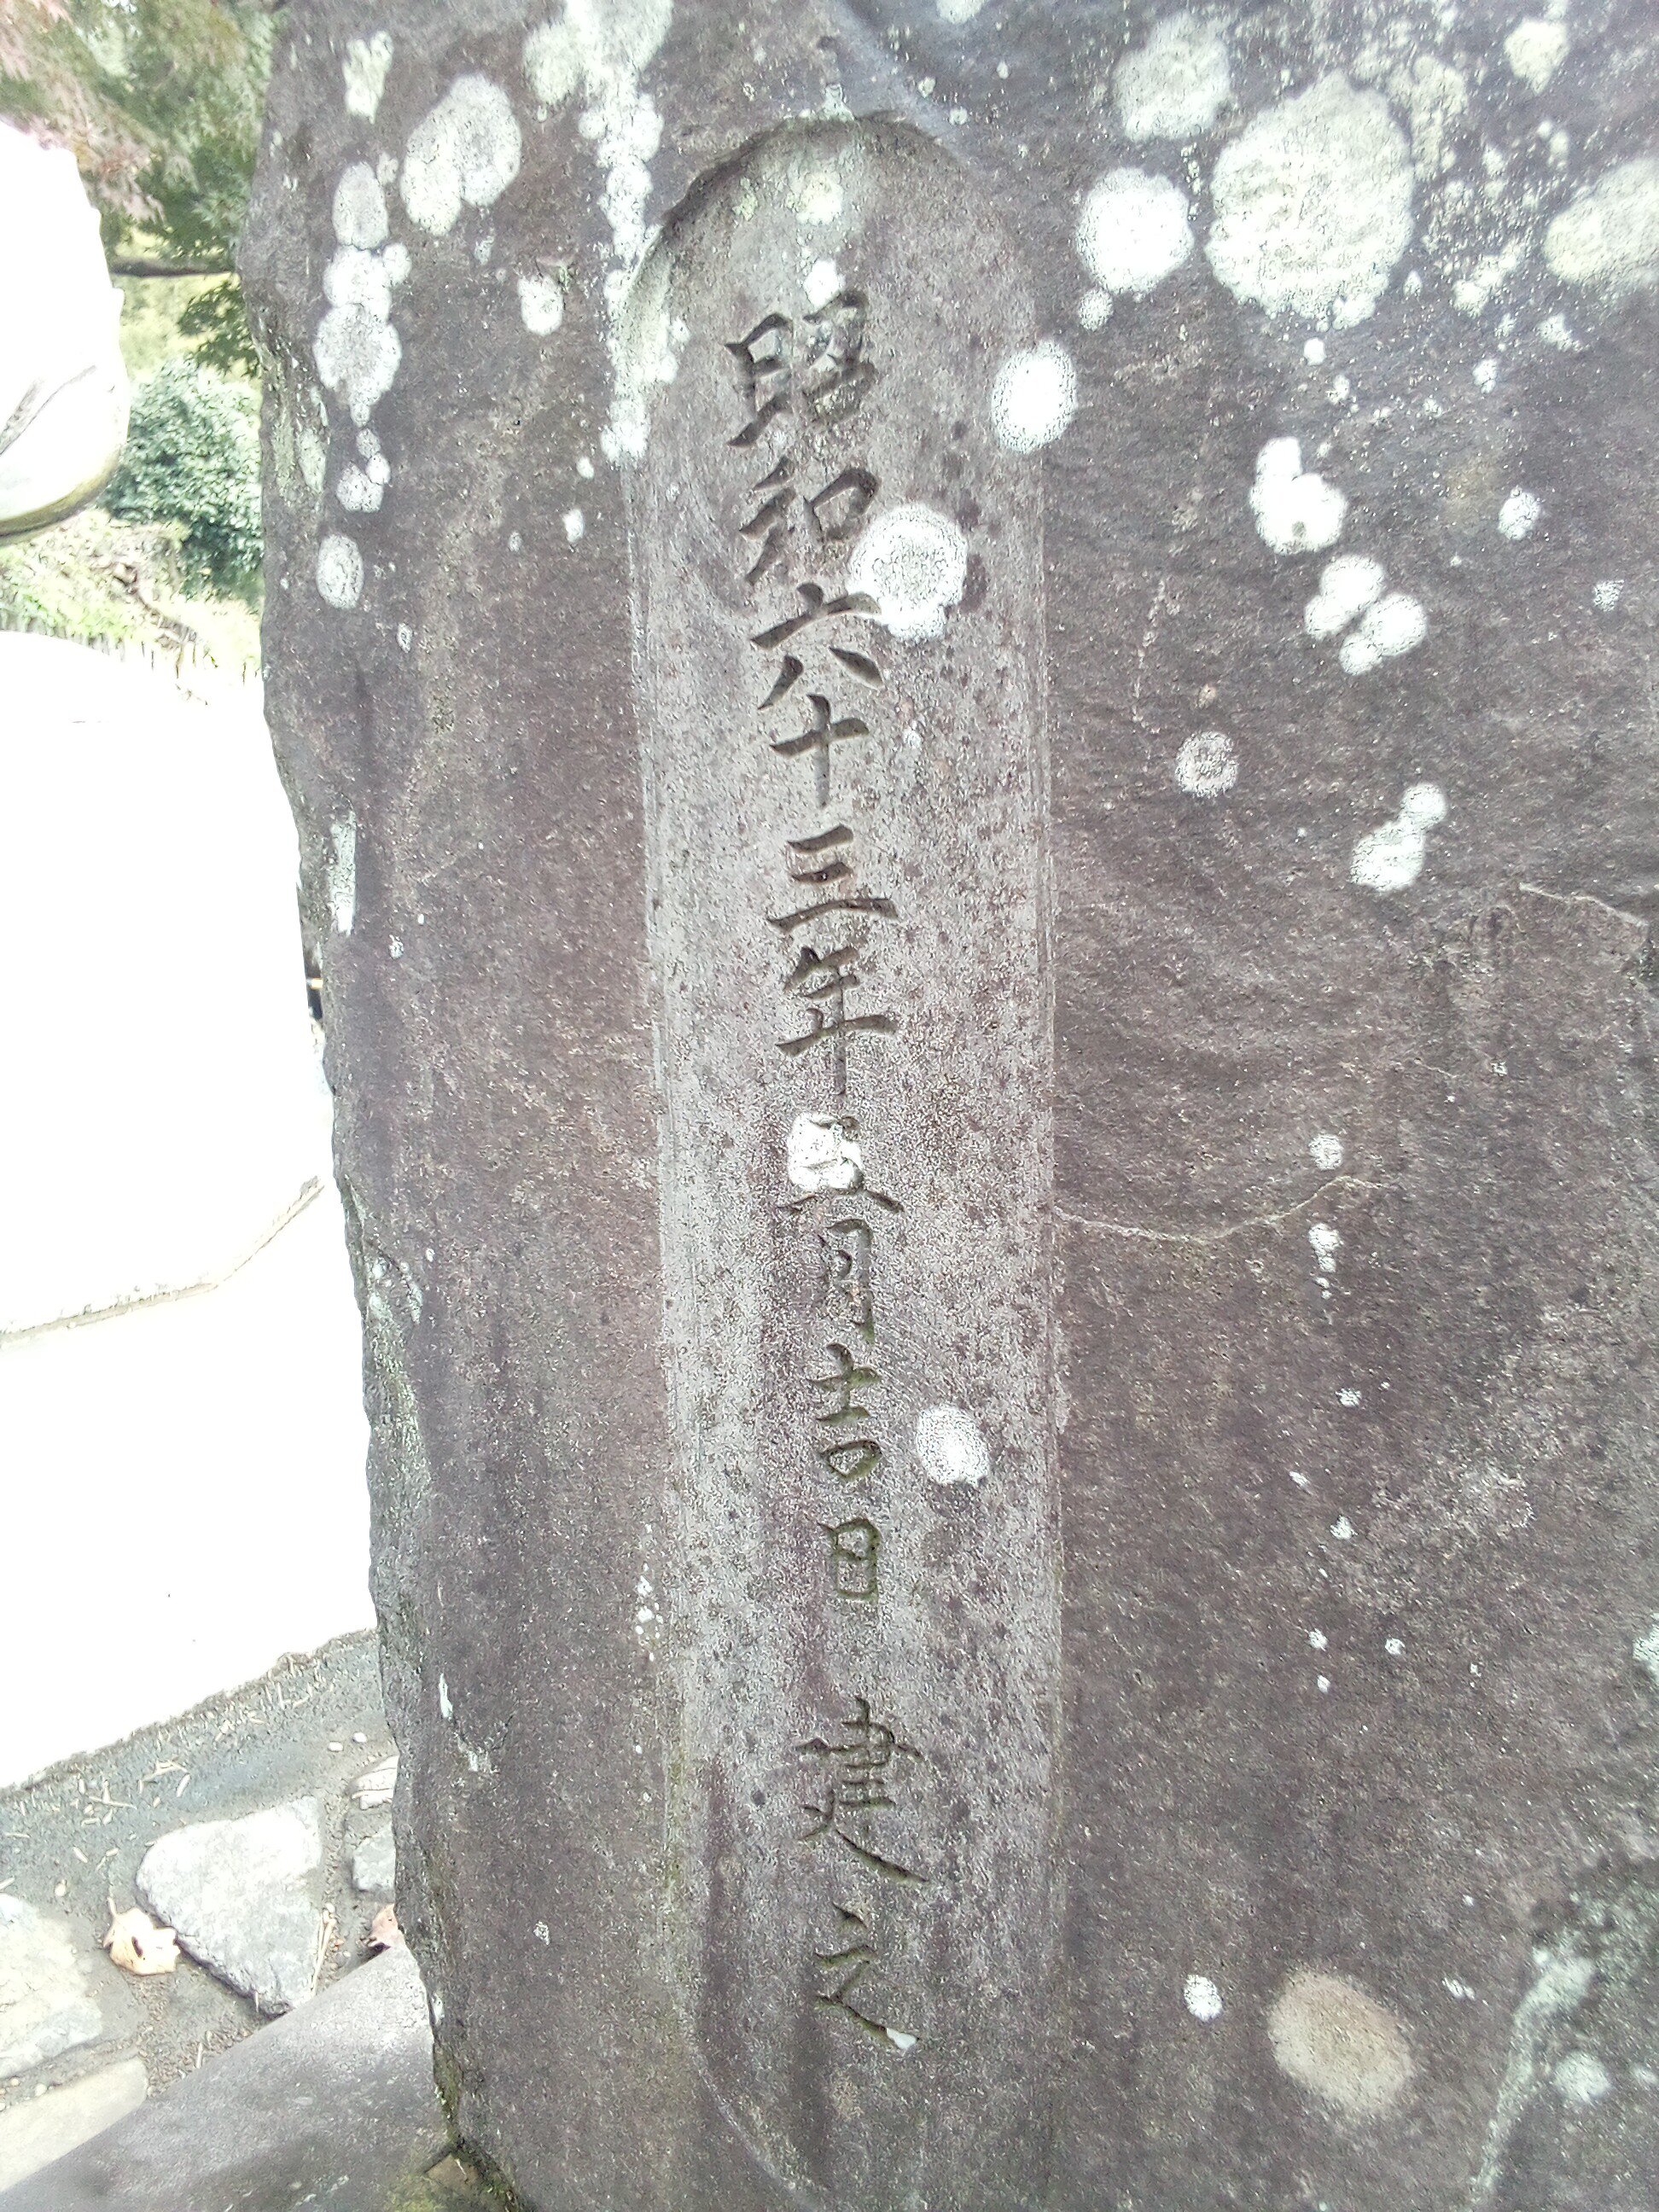 昭和六十三年 月吉日 建之